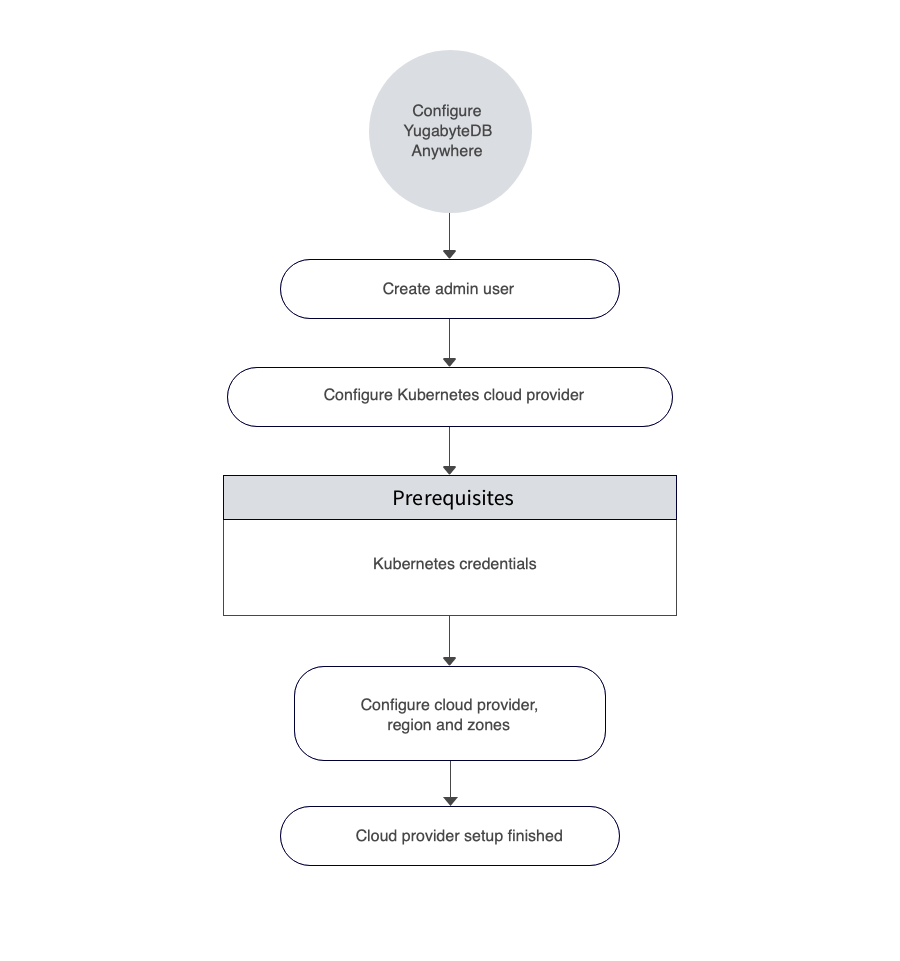 Configure
YugabyteDB
Anywhere
Create admin user
Configure Kubernetes cloud provider
Prerequisites
Kubernetes credentials
Configure cloud provider,
region and zones
Cloud provider setup finished